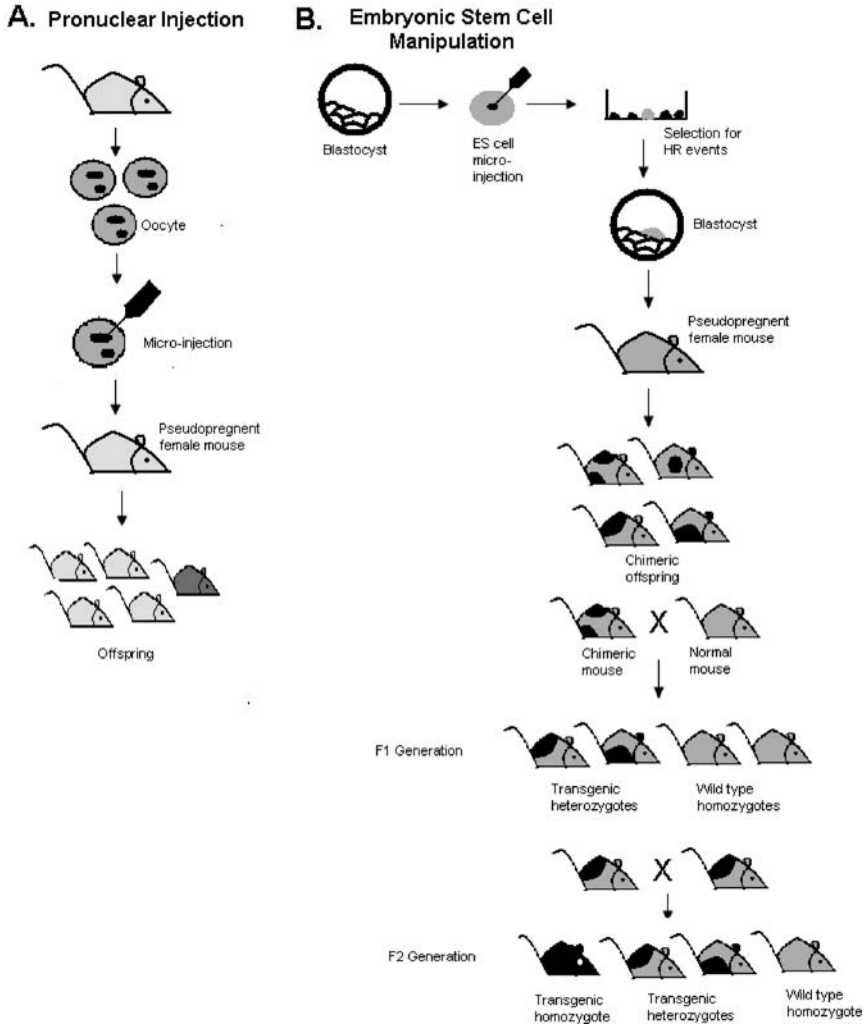 A. Pronuclear Injection
Oocyte
Micro-injection
Pseudopregnent
female mouse
Offspring
B. Embryonic Stem Cell
Manipulation
Blastocyst
ES cell
micro-
injection
Selection for
HR events
Blastocyst
Pseudopregnent
female mouse
Chimeric
offspring
X
Chimeric
mouse
Normal
mouse
F1 Generation
Transgenic
heterozygotes
Wild type
homozygotes
X
F2 Generation
Transgenic
homozygote
Transgenic
heterozygotes
Wild type
homozygote